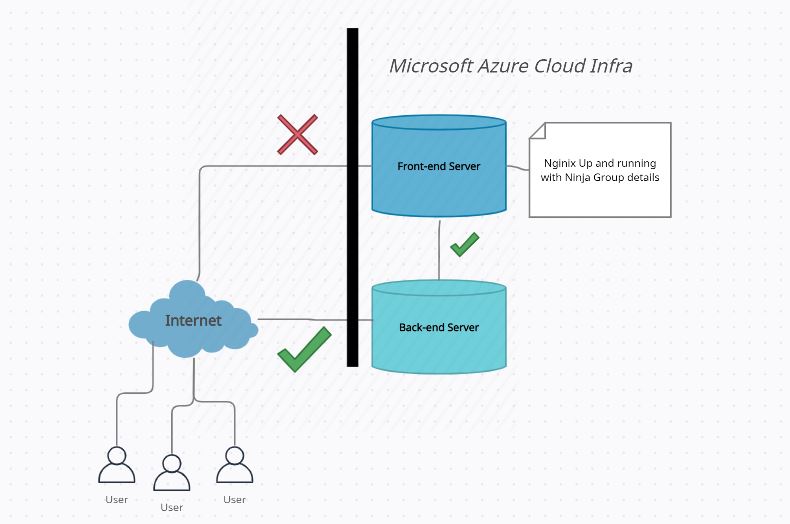 Microsoft Azure Cloud Infra
Front-end Server
Nginix Up and running
with Ninja Group details
Internet
Back-end Server
User
User
User